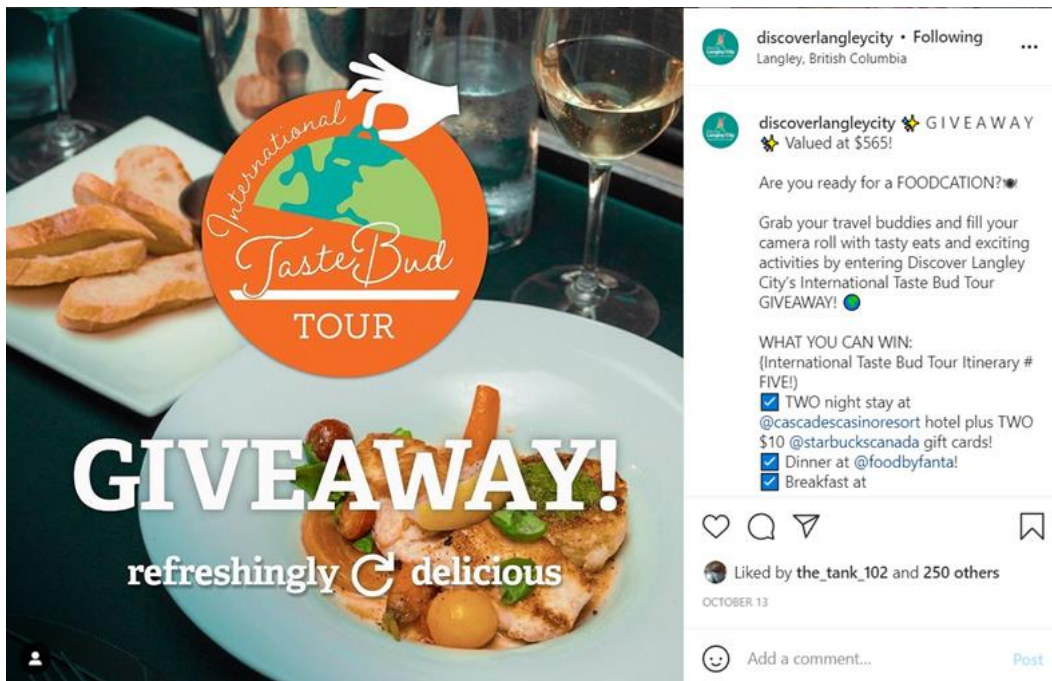 International
Taste Bud
TOUR
GIVEAWAY!
refreshingly delicious
discoverlangleycity • Following
Langley, British Columbia
...
discoverlangleycity ✨ G I V E A W A Y
✨ Valued at $565!
Are you ready for a FOODCATION?🍽
Grab your travel buddies and fill your
camera roll with tasty eats and exciting
activities by entering Discover Langley
City's International Taste Bud Tour
GIVEAWAY! 🌎
WHAT YOU CAN WIN:
(International Taste Bud Tour Itinerary #
FIVE!)
☑️ TWO night stay at
@cascadescasinoresort hotel plus TWO
$10 @starbuckscanada gift cards!
☑️ Dinner at @foodbyfanta!
☑️ Breakfast at
Liked by the_tank_102 and 250 others
OCTOBER 13
Add a comment...
Post